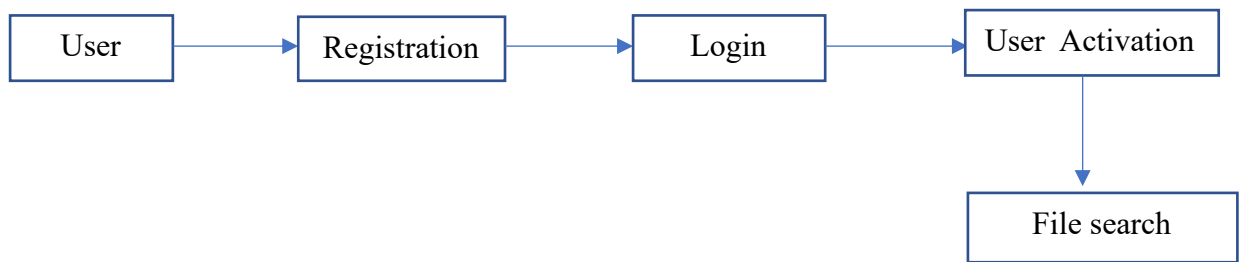 User
Registration
Login
User Activation
File search